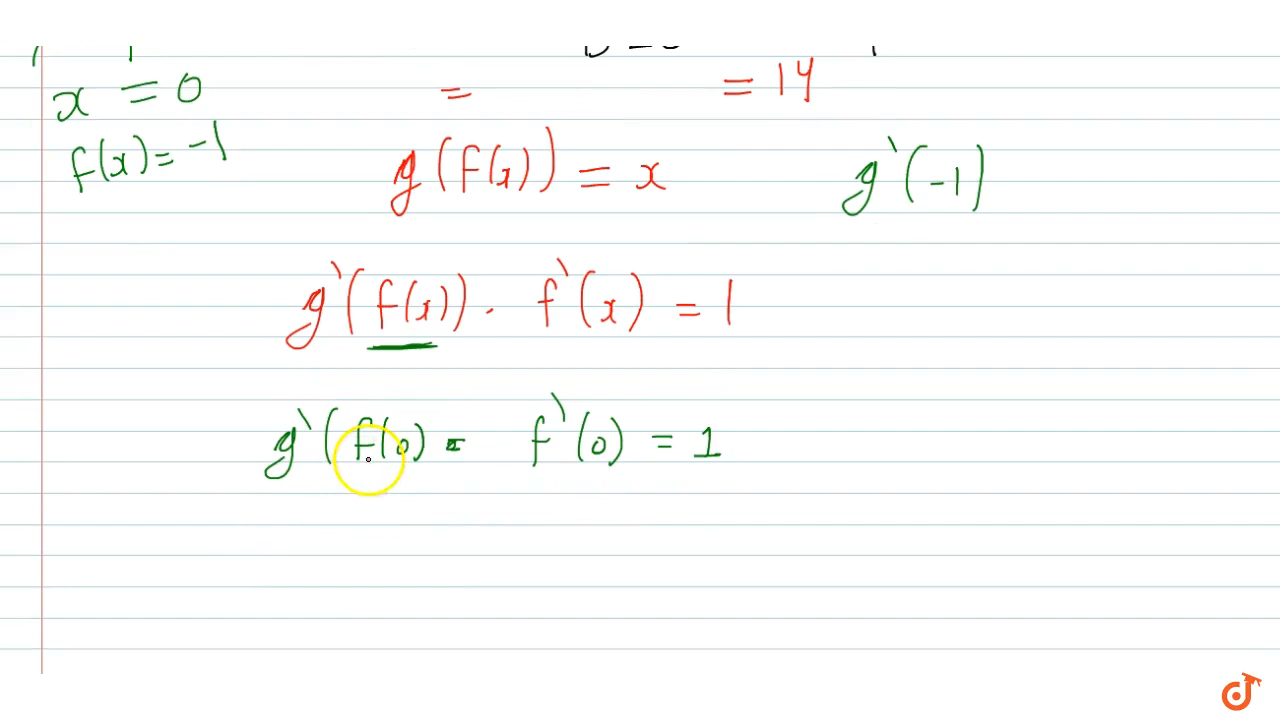 x = 0
= = 14
f(x) = -1
g(f(x)) = x
g`(-1)
g`(f(x)) . f`(x) = 1
g`(f(0) - f`(0) = 1